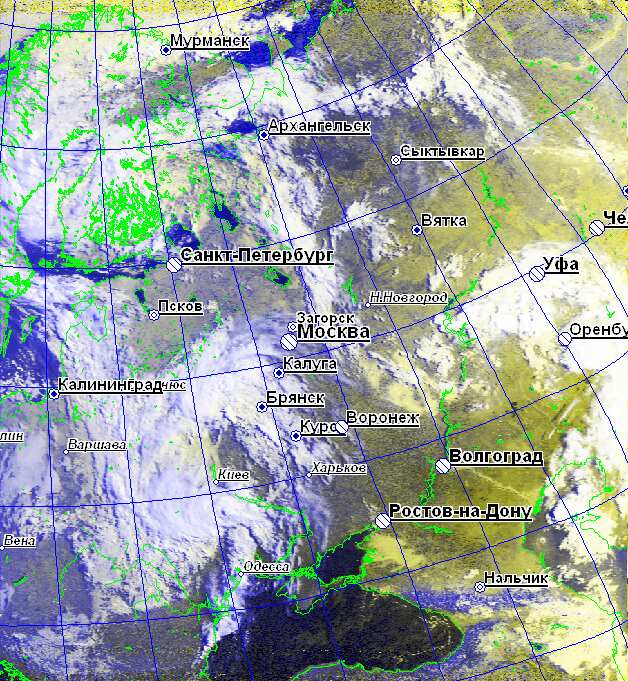 Мурманск
Архангельск
Сыктывкар
Вятка
Че
Санкт-Петербург
Уфа
Н.Новгород
Псков
Загорск
Москва
Оренбу
Калуга
Калининград
нюс
Брянск
Воронеж
Курс
лин
Варшава
Волгоград
Харьков
Киев
Ростов-на-Дону
Вена
Одесса
Нальчик